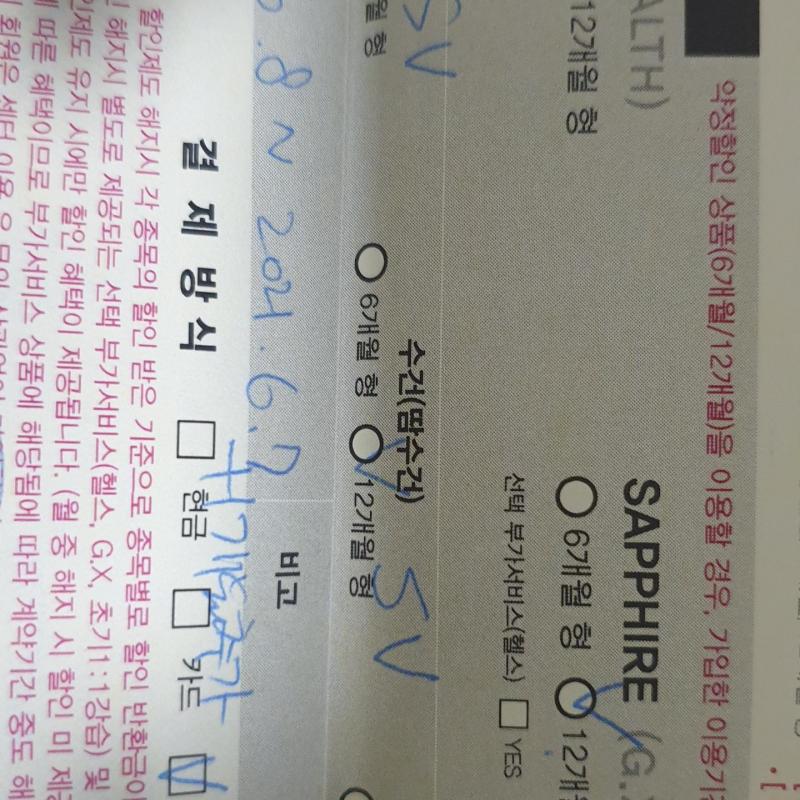 약정할인 상품(6개월/12개월)을 이용할 경우, 가입한 이용기
ALTH)
SAPPHIRE (G.
12개월 형
6개월 형
12개월
선택 부가서비스(헬스)
YES
SV
수건(땀수건)
SV
월 형
6개월 형
12개월 형
비고
.8 ~ 2021.6.7
결제방식
현금
카드
할인제도 해지시 각 종목의 할인 받은 기준으로 종목별로 할인 반환금이
해지시 별도로 제공되는 선택 부가서비스(헬스, G.X, 초기1:1강습) 및
인제도 유지 시에만 할인 혜택이 제공됩니다. (월 중 해지 시 할인 미 제공
에 따른 혜택이므로 부가서비스 상품에 해당됨에 따라 계약기간 중도 해